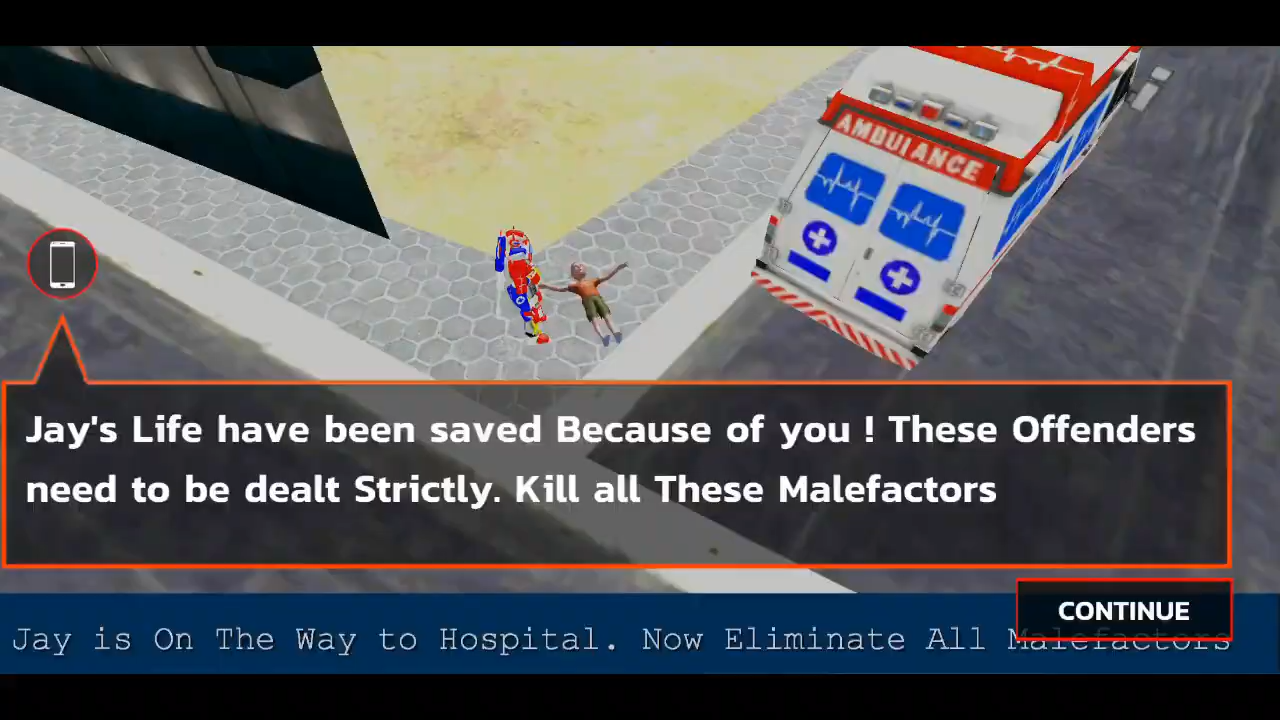 AMBULANCE
Jay's Life have been saved Because of you ! These Offenders
need to be dealt Strictly. Kill all These Malefactors
CONTINUE
Jay is On The Way to Hospital. Now Eliminate All Malefactors